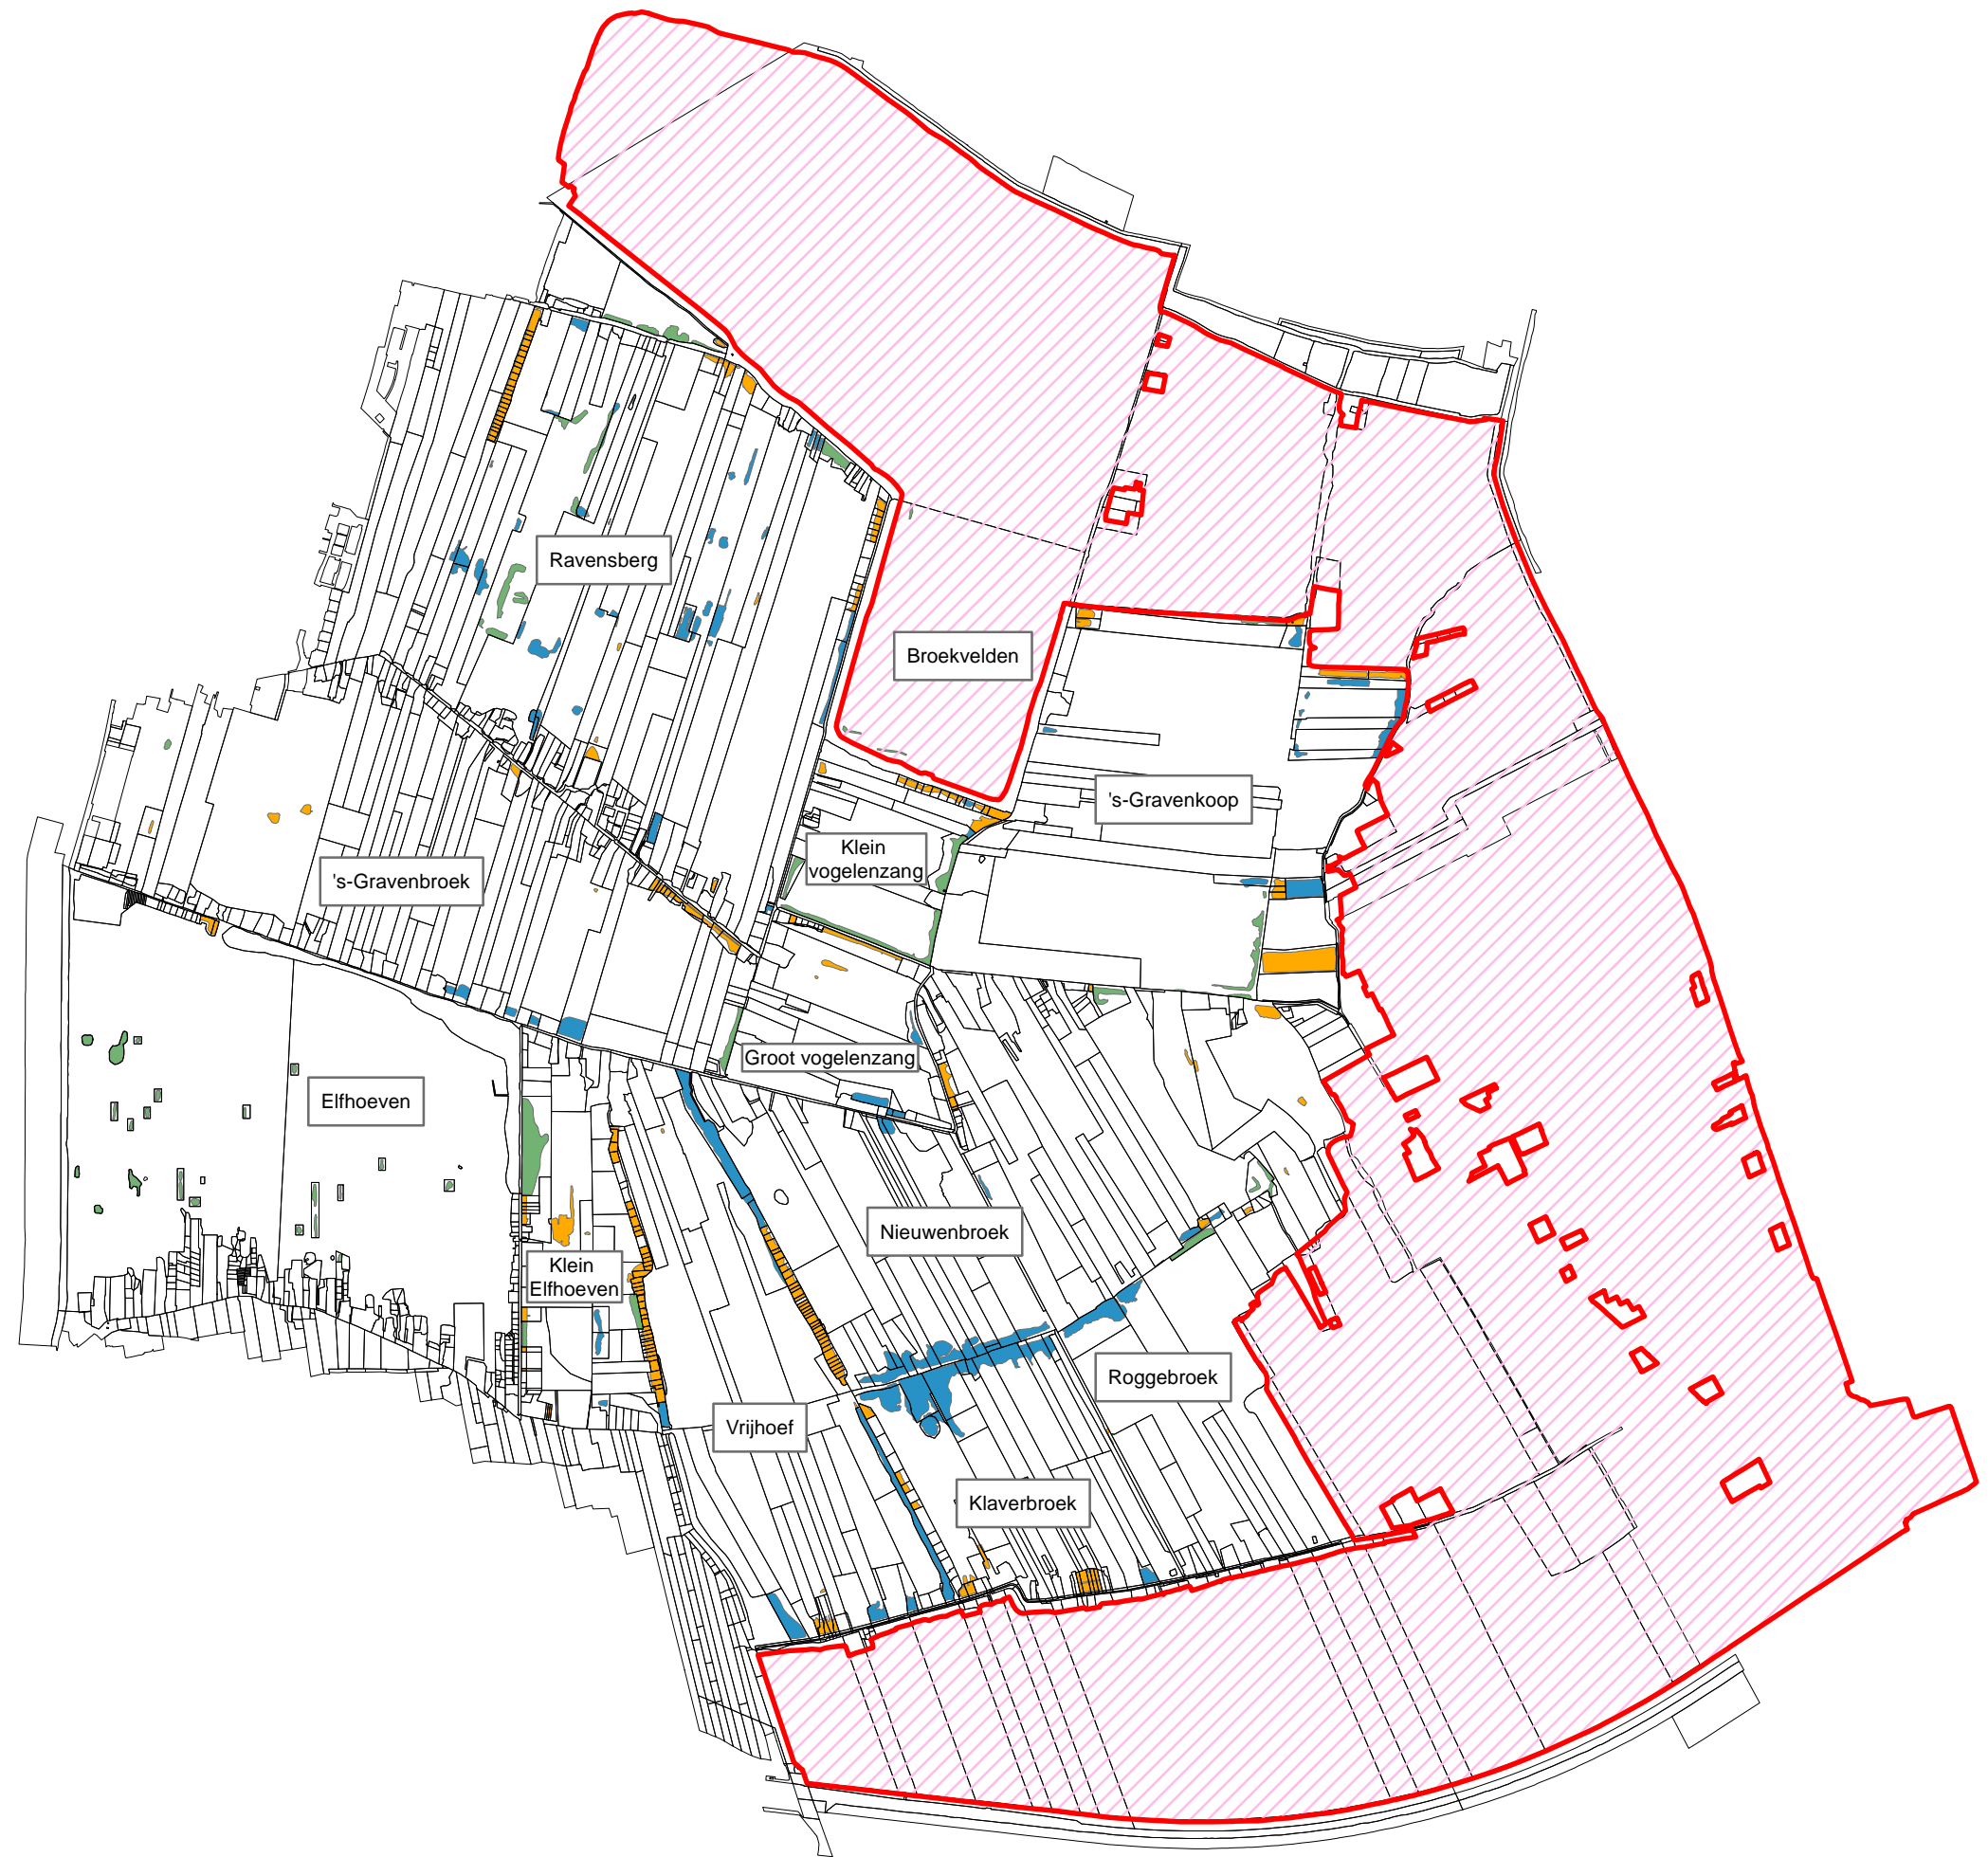 Ravensberg
Broekvelden
's-Gravenkoop
Klein
vogelenzang
's-Gravenbroek
Groot vogelenzang
Elfhoeven
Nieuwenbroek
Klein
Elfhoeven
Roggebroek
Vrijhoef
Klaverbroek